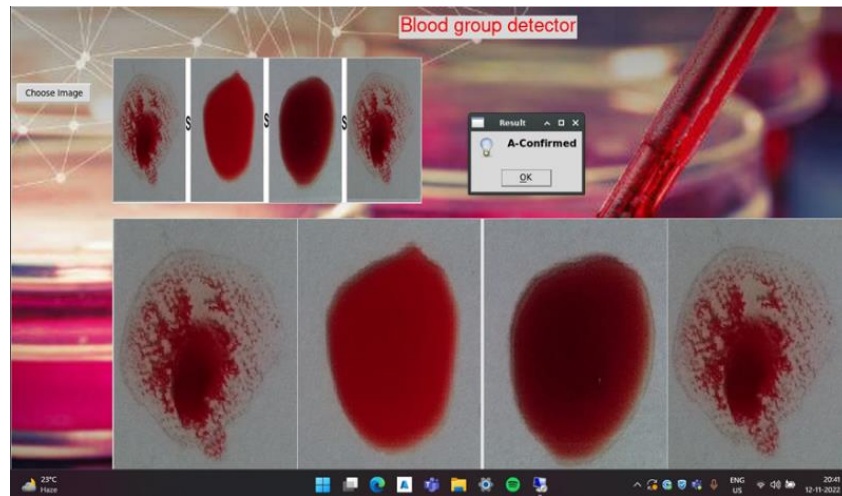 Blood group detector
Choose Image
S S S
Result
A-Confirmed
OK
23°C
Haze
ENG
US
20:41
12-11-2022